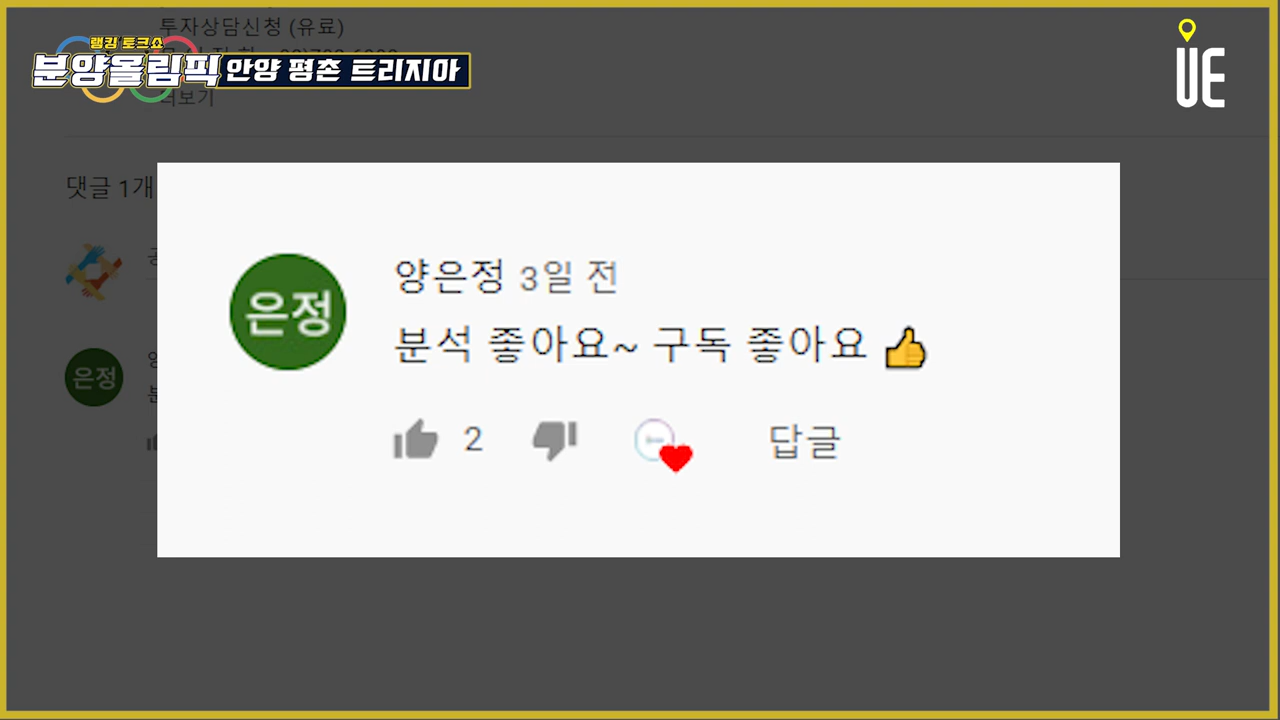 투자상담신청 (유료)
랭킹 토크쇼
분양올림픽 안양 평촌 트리지아
더보기
UE
댓글 1개
은정
양은정 3일 전
분석 좋아요~ 구독 좋아요 👍
2
답글
은정